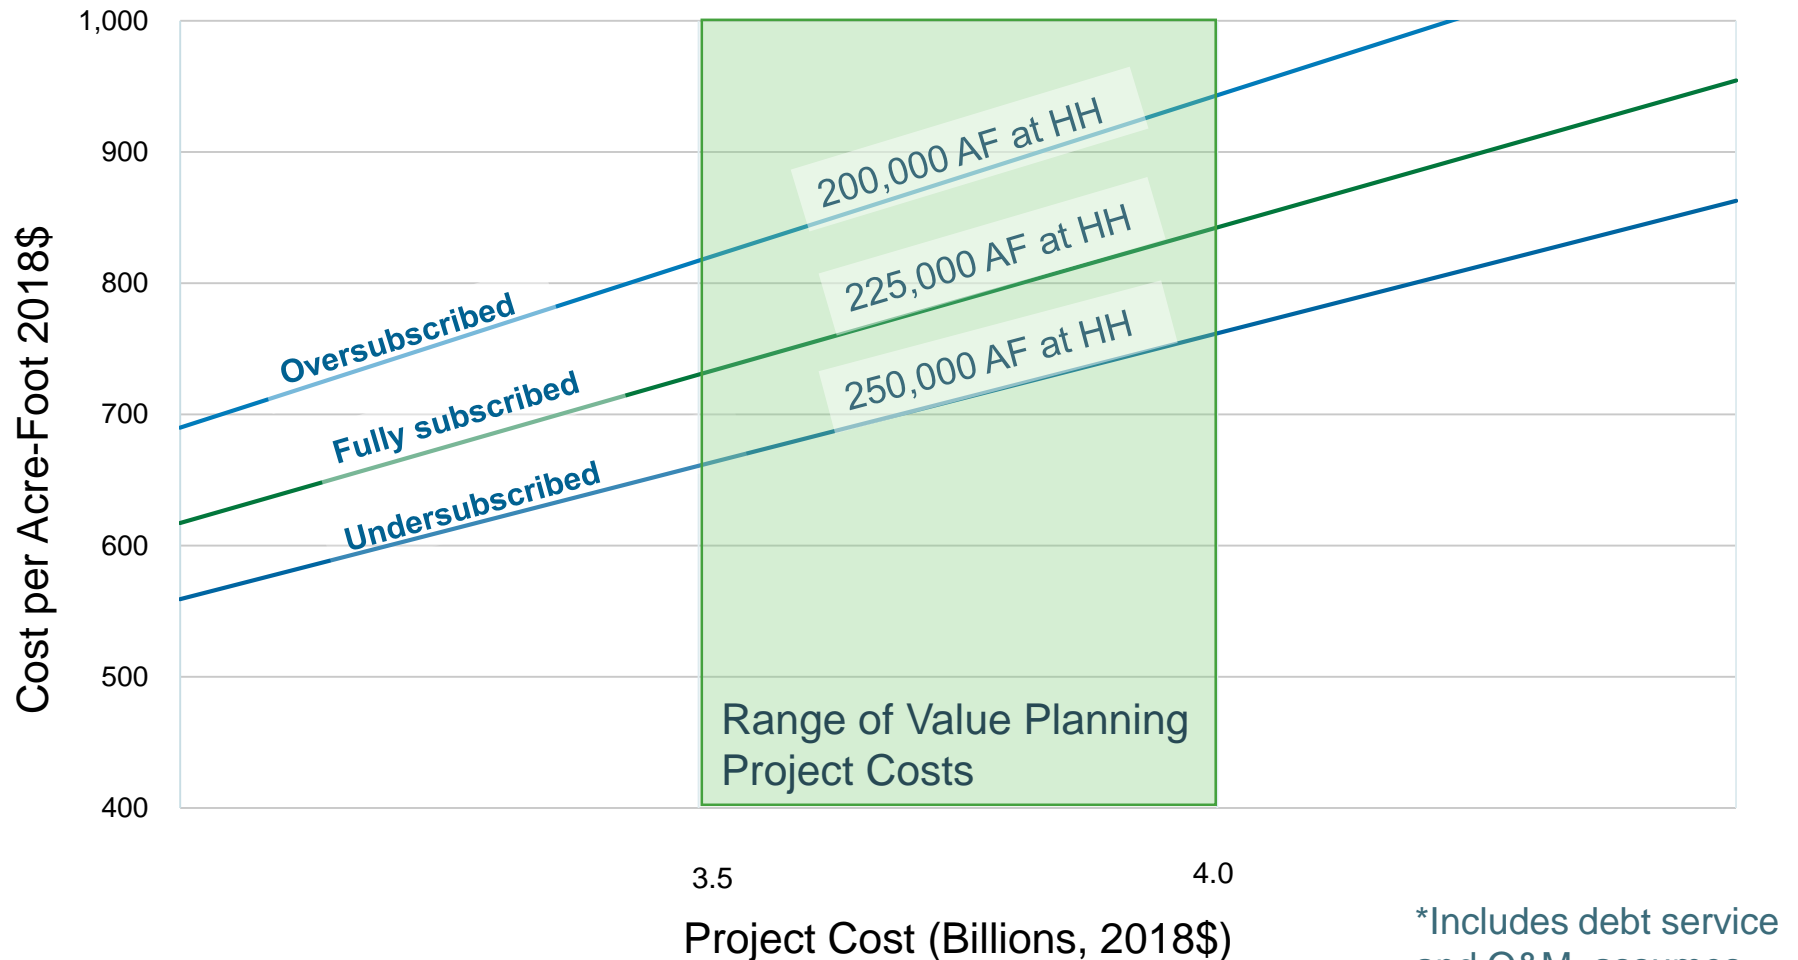 1,000
900
800
700
600
500
400
Cost per Acre-Foot 2018$
200,000 AF at HH
225,000 AF at HH
250,000 AF at HH
Oversubscribed
Fully subscribed
Undersubscribed
Range of Value Planning
Project Costs
3.5
4.0
Project Cost (Billions, 2018$)
*Includes debt service
and O&M, assumes